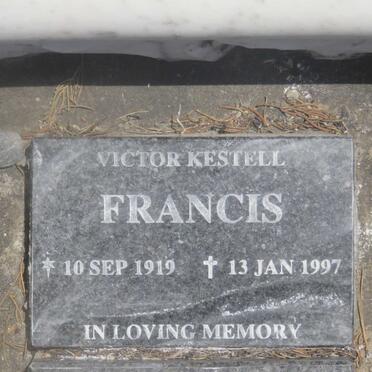 VICTOR KESTELL
FRANCIS
* 10 SEP 1919 † 13 JAN 1997
IN LOVING MEMORY